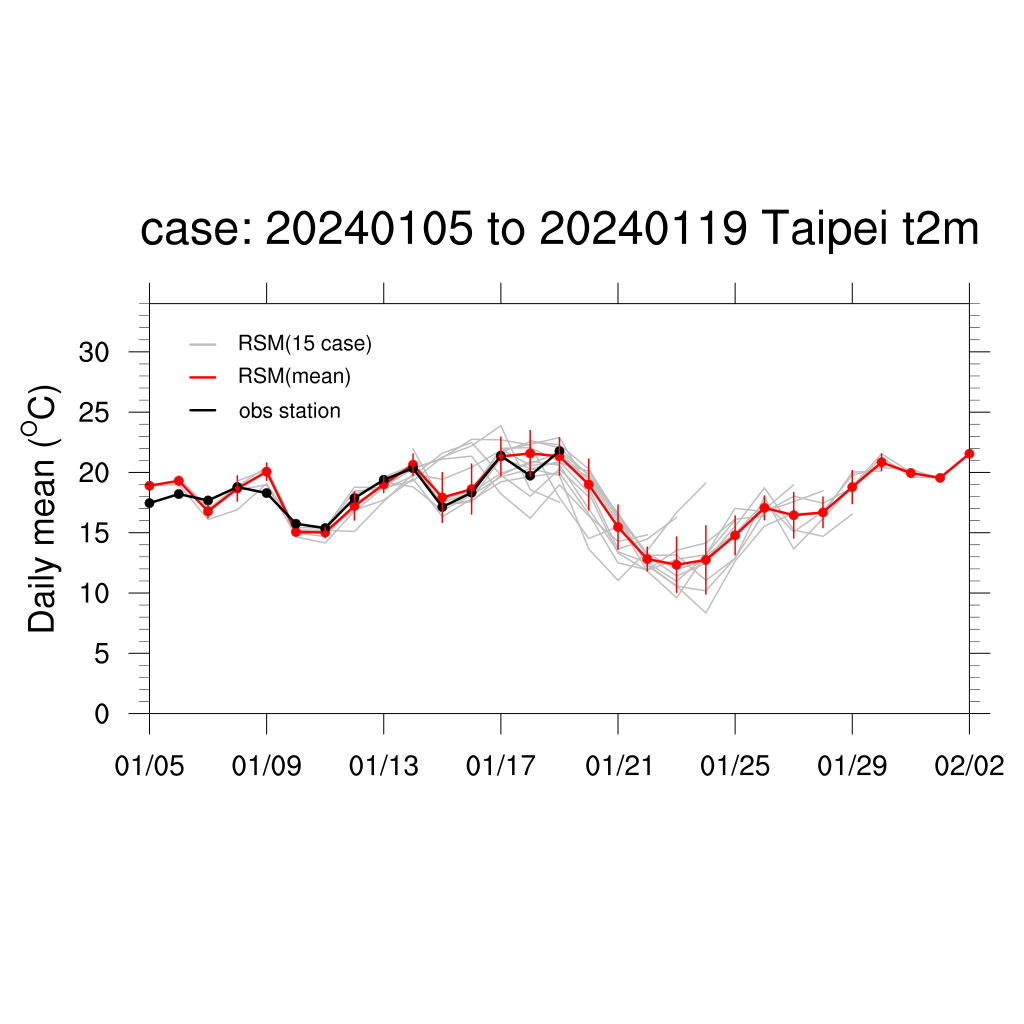 case: 20240105 to 20240119 Taipei t2m
RSM(15 case)
RSM(mean)
obs station
Daily mean (°C)
30
25
20
15
10
5
0
01/05 01/09 01/13 01/17 01/21 01/25 01/29 02/02